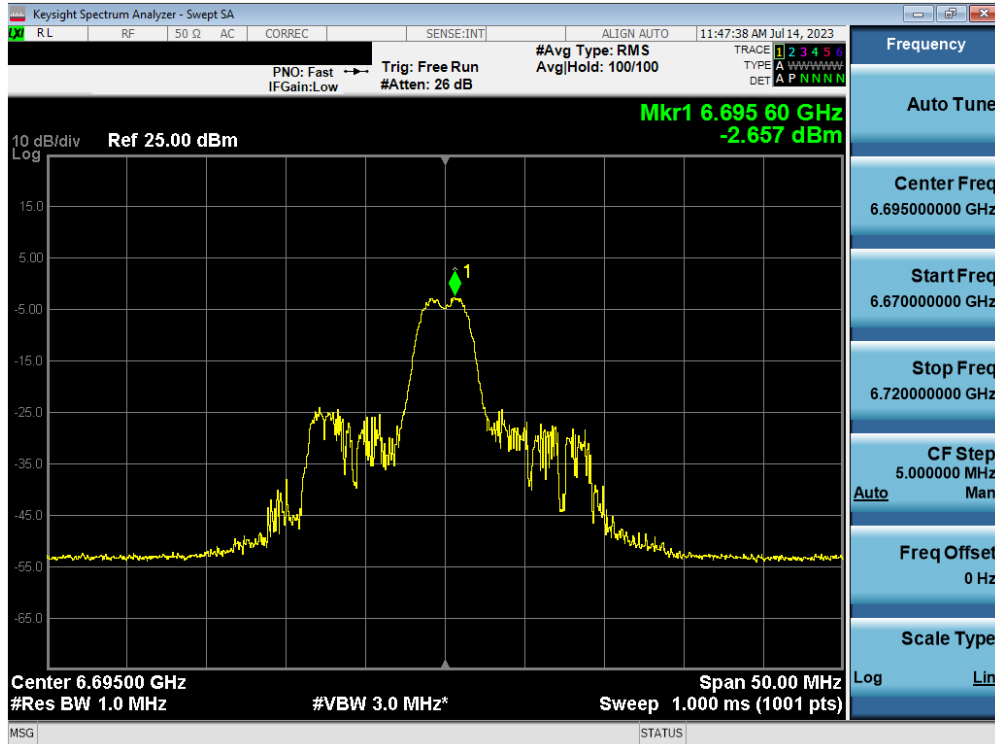 Keysight Spectrum Analyzer - Swept SA
LXI RL RF 50 Ω AC CORREC SENSE:INT ALIGN AUTO 11:47:38 AM Jul 14, 2023
PNO: Fast
IFGain:Low
Trig: Free Run
#Atten: 26 dB
#Avg Type: RMS
Avg|Hold: 100/100
TRACE 1 2 3 4 5 6
TYPE A WWWWW
DET A P N N N N
Mkr1 6.695 60 GHz
-2.657 dBm
10 dB/div Ref 25.00 dBm
Log
15.0
5.00
-5.00
-15.0
-25.0
-35.0
-45.0
-55.0
-65.0
1
Center 6.69500 GHz Span 50.00 MHz
#Res BW 1.0 MHz #VBW 3.0 MHz* Sweep 1.000 ms (1001 pts)
MSG STATUS
Frequency
Auto Tune
Center Freq
6.695000000 GHz
Start Freq
6.670000000 GHz
Stop Freq
6.720000000 GHz
CF Step
5.000000 MHz
Auto Man
Freq Offset
0 Hz
Scale Type
Log Lin